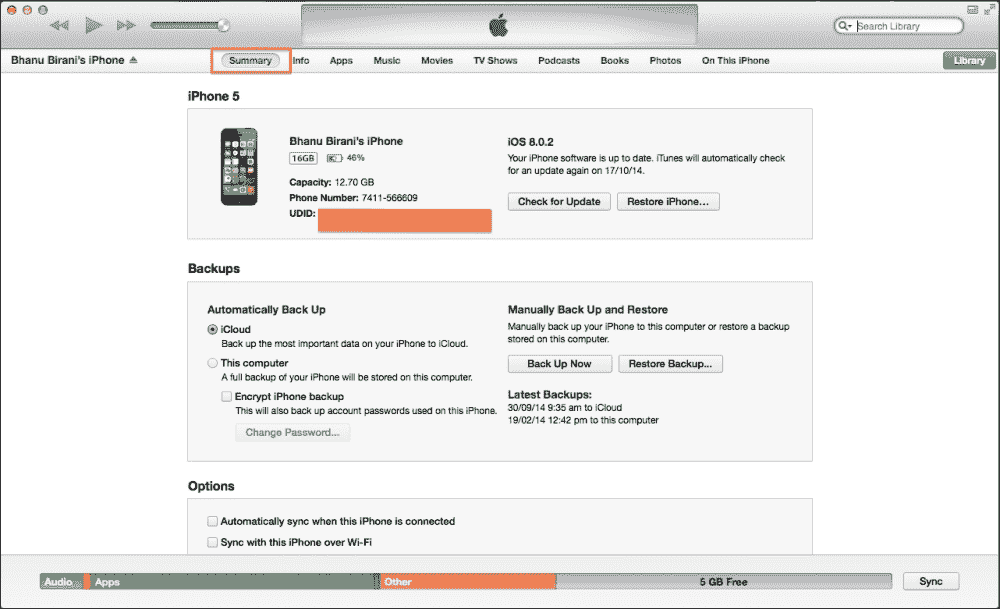 Search Library
Bhanu Birani's iPhone
Summary Info Apps Music Movies TV Shows Podcasts Books Photos On This iPhone Library
iPhone 5
Bhanu Birani's iPhone
16GB 46%
Capacity: 12.70 GB
Phone Number: 7411-566609
UDID:
iOS 8.0.2
Your iPhone software is up to date. iTunes will automatically check
for an update again on 17/10/14.
Check for Update Restore iPhone...
Backups
Automatically Back Up
iCloud
Back up the most important data on your iPhone to iCloud.
This computer
A full backup of your iPhone will be stored on this computer.
Encrypt iPhone backup
This will also back up account passwords used on this iPhone.
Change Password...
Manually Back Up and Restore
Manually back up your iPhone to this computer or restore a backup
stored on this computer.
Back Up Now Restore Backup...
Latest Backups:
30/09/14 9:35 am to iCloud
19/02/14 12:42 pm to this computer
Options
Automatically sync when this iPhone is connected
Sync with this iPhone over Wi-Fi
Audio Apps Other 5 GB Free Sync